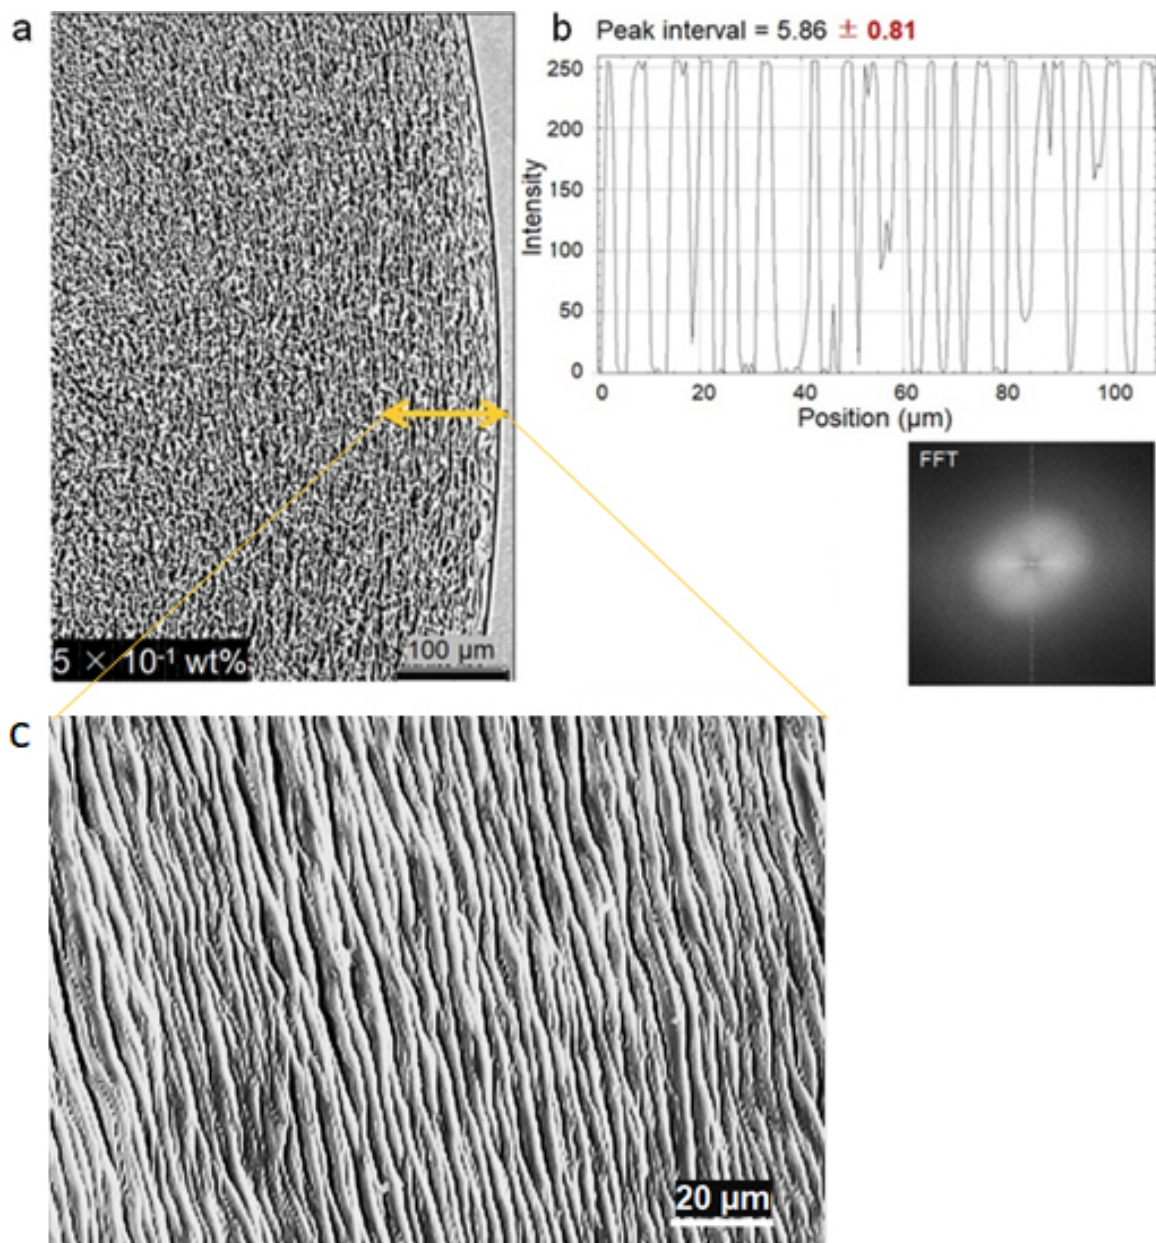 a
5 × 10-1 wt%
100 µm
b
Peak interval = 5.86 ± 0.81
250
200
150
100
50
0
Intensity
0 20 40 60 80 100
Position (µm)
FFT
c
20 µm